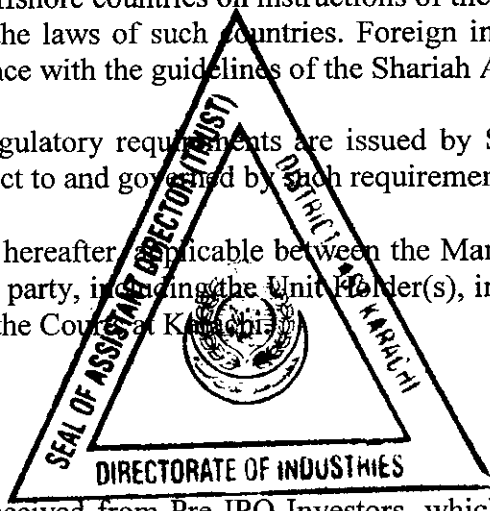 ffshore countries on instructions of the
the laws of such countries. Foreign in
ce with the guidelines of the Shariah A
gulatory requirements are issued by S
ct to and governed by such requiremen
hereafter applicable between the Mar
party, including the Unit Holder(s), in
the Courts at Karachi.
SEAL OF ASSISTANT DIRECTOR (TRUST)
DISTRICT KARACHI
DIRECTORATE OF INDUSTRIES
ceived from Pre-IPO Investors, which